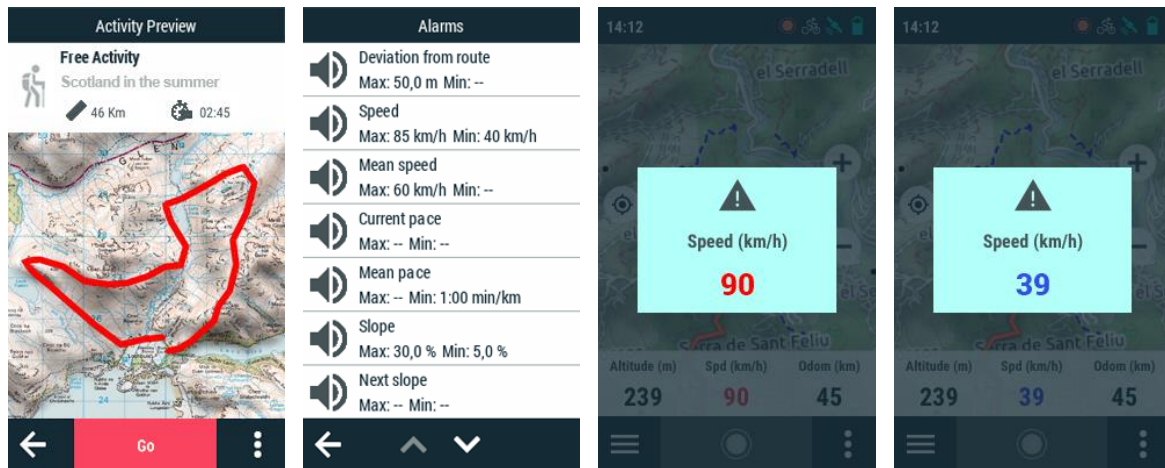 Activity Preview
Free Activity
Scotland in the summer
46 Km
02:45
G L E N
24
Go
Alarms
Deviation from route
Max: 50,0 m Min: --
Speed
Max: 85 km/h Min: 40 km/h
Mean speed
Max: 60 km/h Min: --
Current pace
Max: -- Min: --
Mean pace
Max: -- Min: 1:00 min/km
Slope
Max: 30,0 % Min: 5,0 %
Next slope
Max: -- Min: --
14:12
el Serradell
Speed (km/h)
90
Serra de Sant Feliu
Altitude (m) Spd (km/h) Odom (km)
239 90 45
14:12
el Serradell
Speed (km/h)
39
Serra de Sant Feliu
Altitude (m) Spd (km/h) Odom (km)
239 39 45